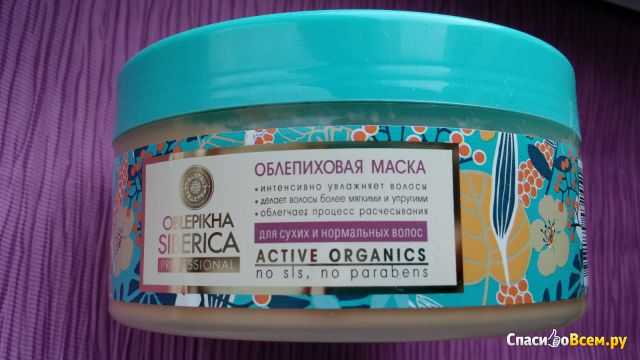 OBLEPIKHA
SIBERICA
PROFESSIONAL
ОБЛЕПИХОВАЯ МАСКА
• интенсивно увлажняет волосы
• делает волосы более мягкими и упругими
• облегчает процесс расчесывания
для сухих и нормальных волос
ACTIVE ORGANICS
no sls, no parabens
СпасибоВсем.ру